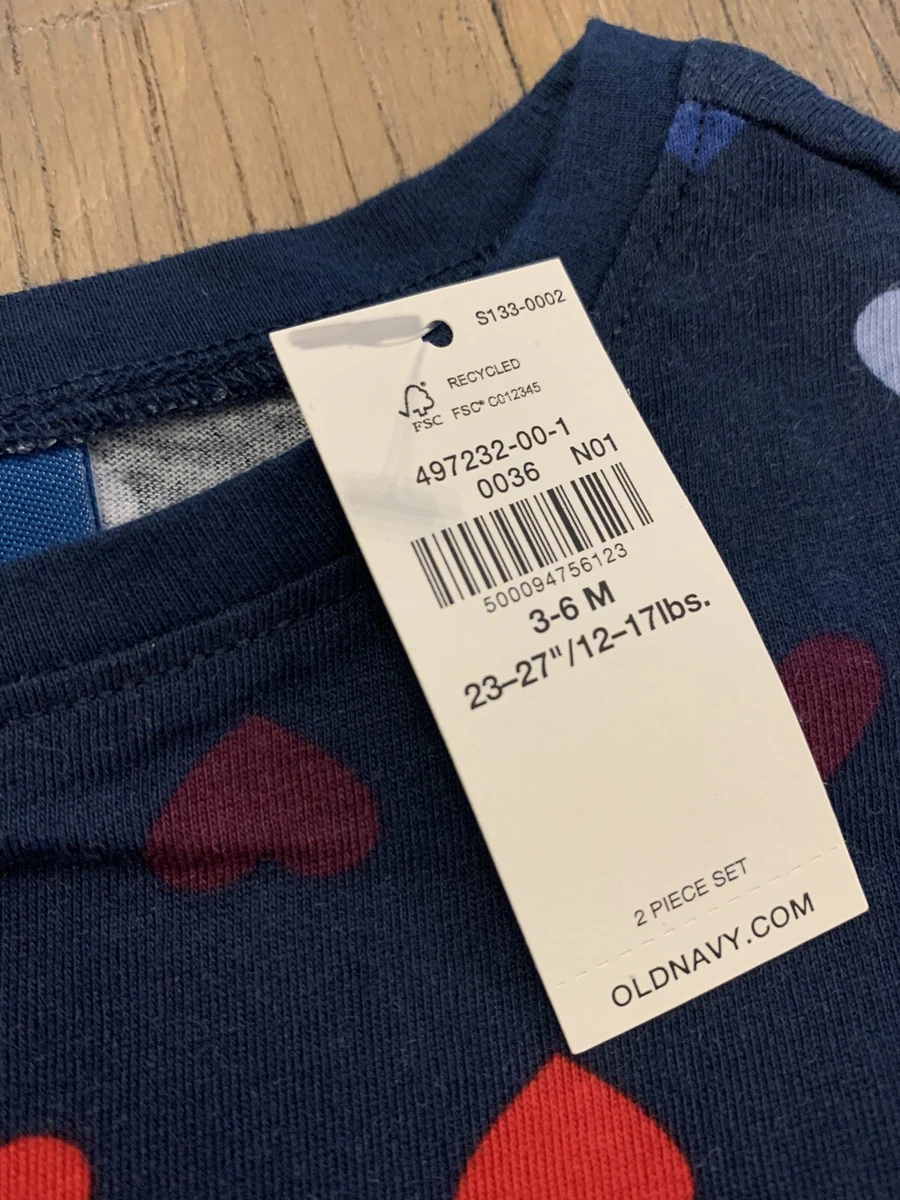 S133-0002
RECYCLED
FSC FSC® C012345
497232-00-1
0036 N01
500094756123
3-6 M
23–27"/12–17lbs.
2 PIECE SET
OLDNAVY.COM